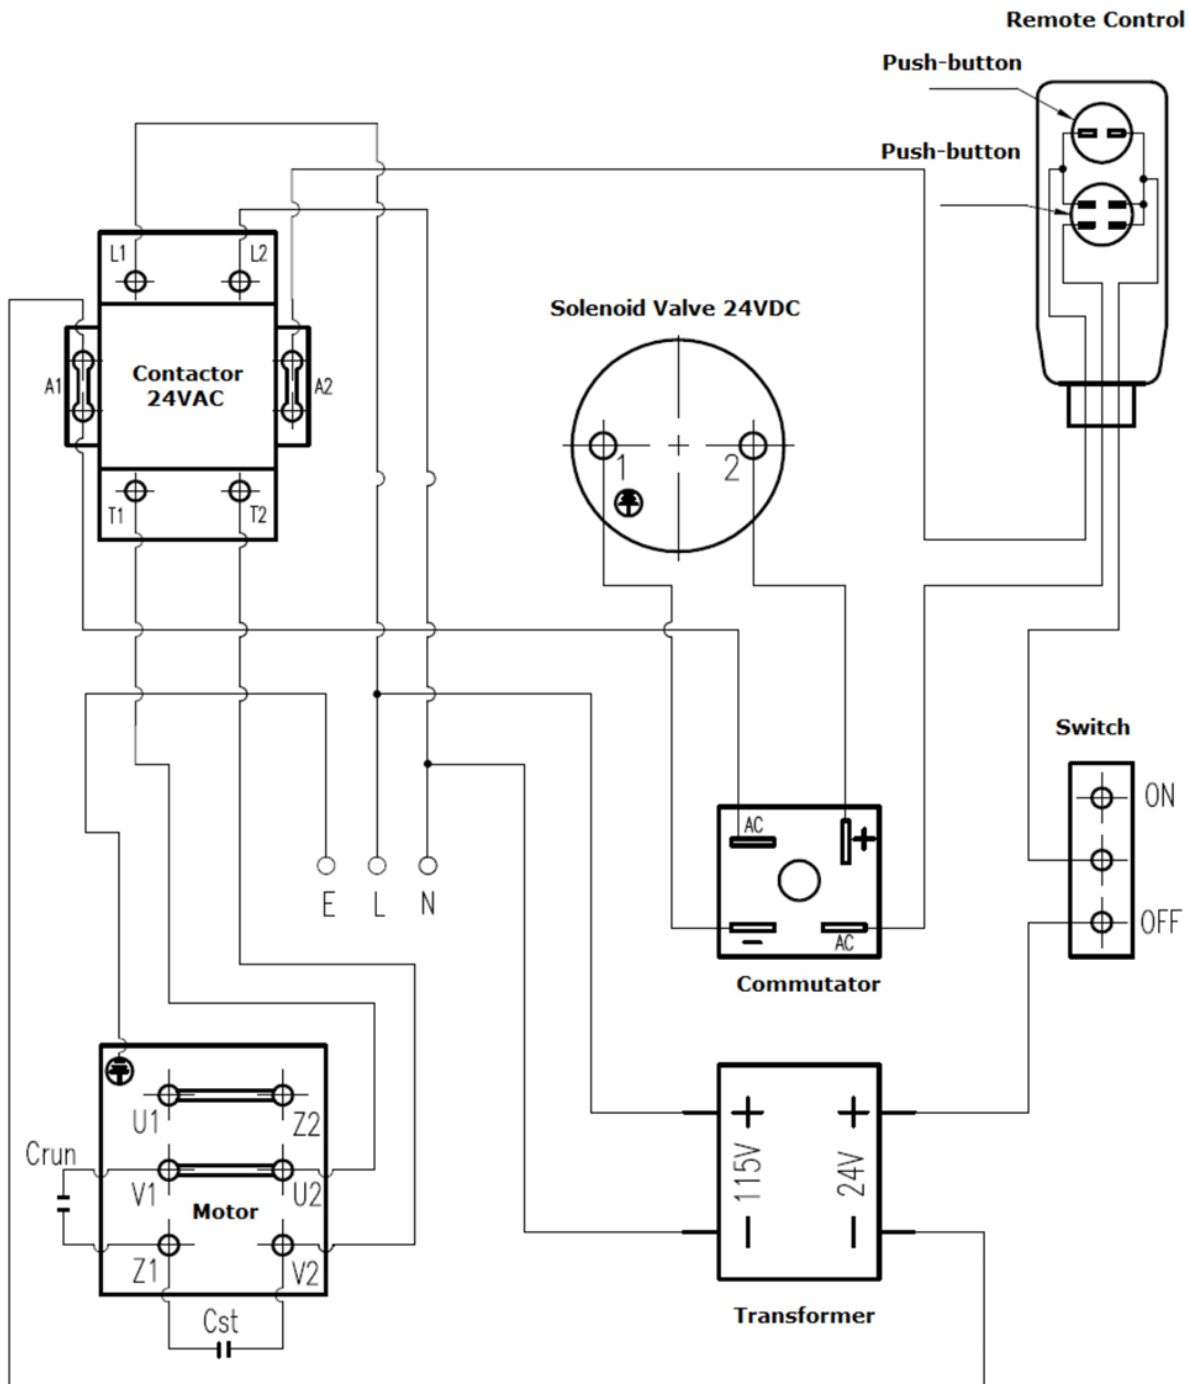 Remote Control
Push-button
Push-button
L1
L2
Solenoid Valve 24VDC
Contactor
24VAC
A1
A2
1
2
T1
T2
Switch
ON
AC
+
E
L
N
OFF
-
AC
Commutator
U1
Z2
+
+
Crun
115V
24V
V1
U2
Motor
-
-
Z1
V2
Cst
Transformer